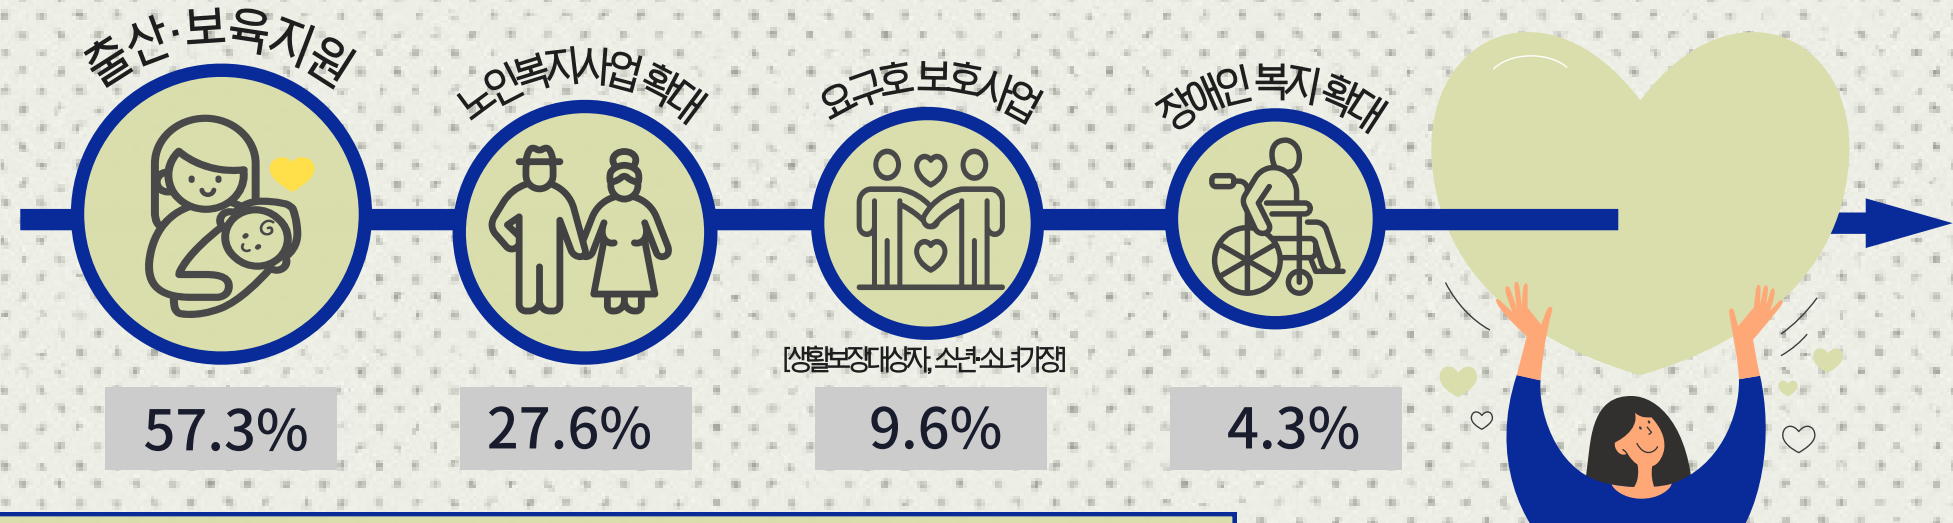 출산·보육지원
노인복지사업 확대
요구호 보호사업
장애인 복지 확대
[생활보장대상자, 소년·소녀가장]
57.3%
27.6%
9.6%
4.3%